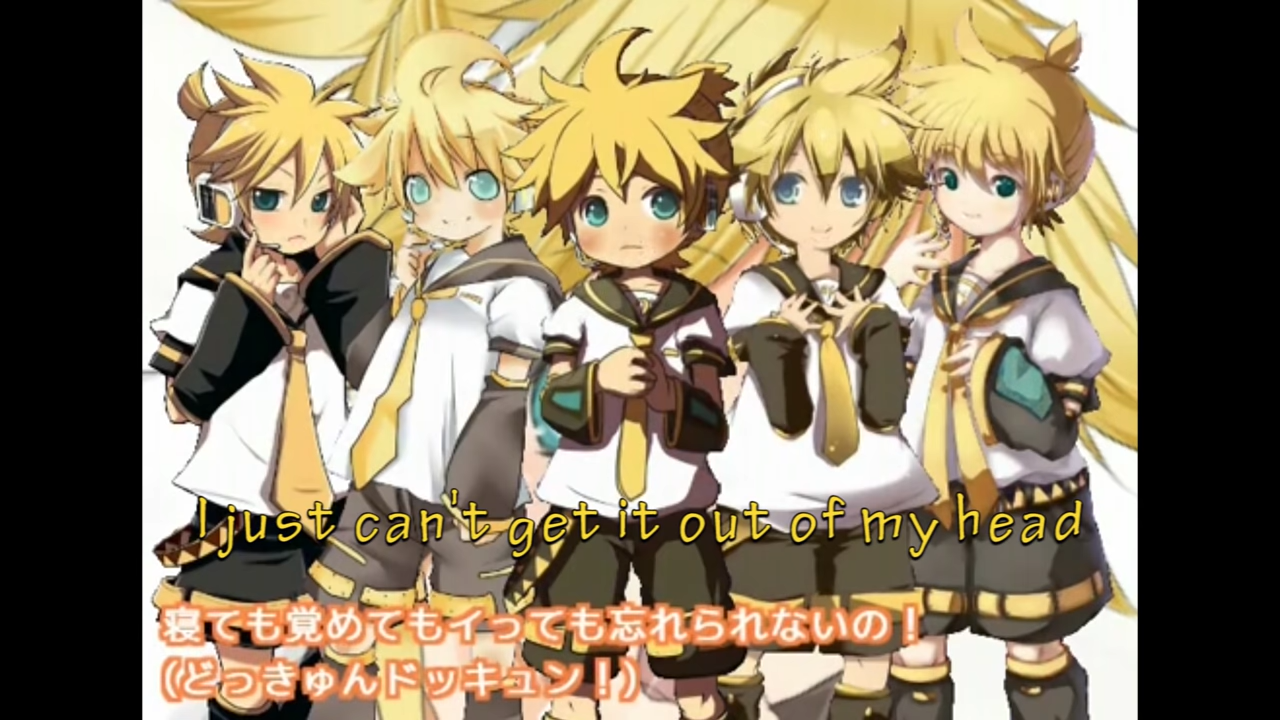 I just can't get it out of my head
寝ても覚めてもイっても忘れられないの！
(どっきゅんドッキュン！)